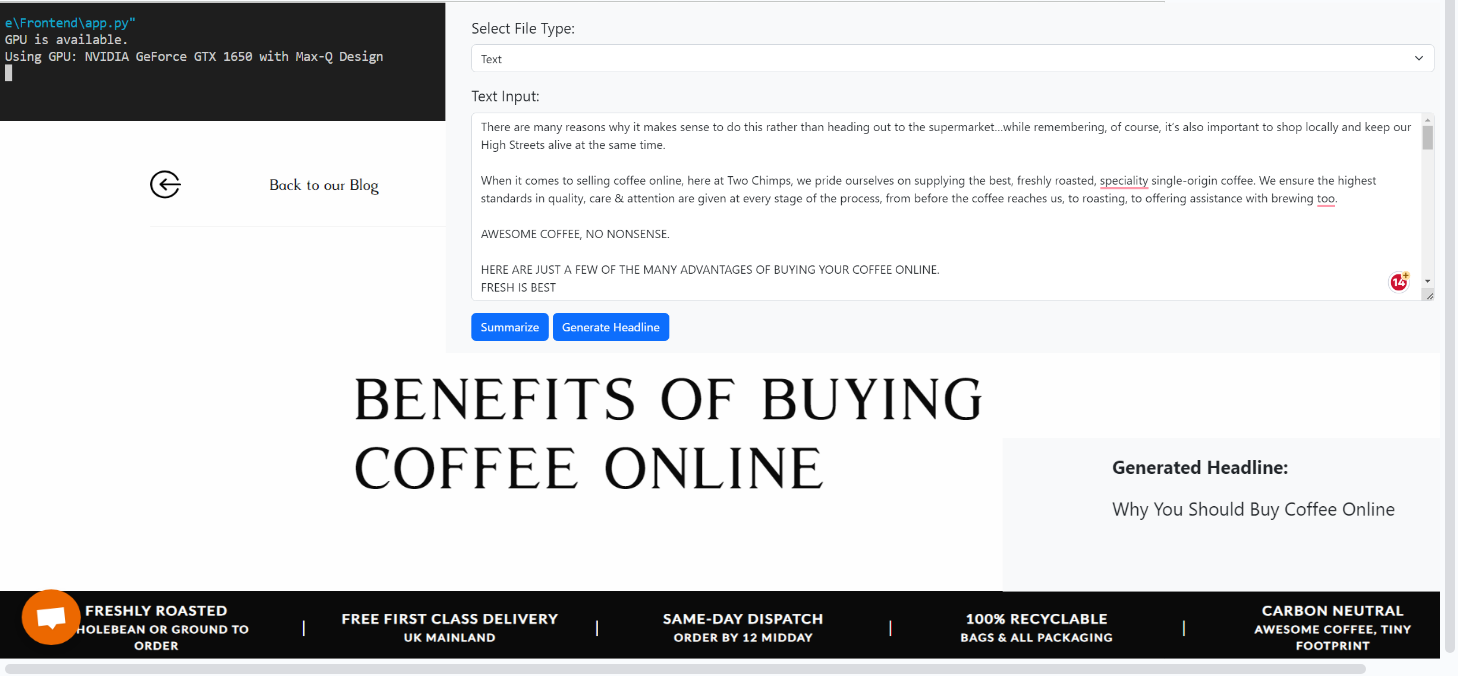 e\Frontend\app.py"
GPU is available.
Using GPU: NVIDIA GeForce GTX 1650 with Max-Q Design
Select File Type:
Text
Text Input:
There are many reasons why it makes sense to do this rather than heading out to the supermarket...while remembering, of course, it's also important to shop locally and keep our
High Streets alive at the same time.
When it comes to selling coffee online, here at Two Chimps, we pride ourselves on supplying the best, freshly roasted, speciality single-origin coffee. We ensure the highest
standards in quality, care & attention are given at every stage of the process, from before the coffee reaches us, to roasting, to offering assistance with brewing too.
AWESOME COFFEE, NO NONSENSE.
HERE ARE JUST A FEW OF THE MANY ADVANTAGES OF BUYING YOUR COFFEE ONLINE.
FRESH IS BEST
14
Summarize
Generate Headline
Back to our Blog
BENEFITS OF BUYING
COFFEE ONLINE
Generated Headline:
Why You Should Buy Coffee Online
FRESHLY ROASTED
HOLEBEAN OR GROUND TO
ORDER
FREE FIRST CLASS DELIVERY
UK MAINLAND
SAME-DAY DISPATCH
ORDER BY 12 MIDDAY
100% RECYCLABLE
BAGS & ALL PACKAGING
CARBON NEUTRAL
AWESOME COFFEE, TINY
FOOTPRINT